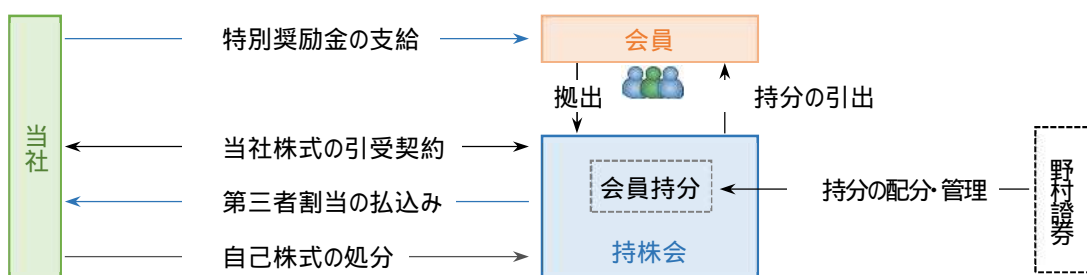 特別奨励金の支給
会員
拠出
持分の引出
当社
当社株式の引受契約
会員持分
持分の配分・管理
野村證券
第三者割当の払込み
自己株式の処分
持株会